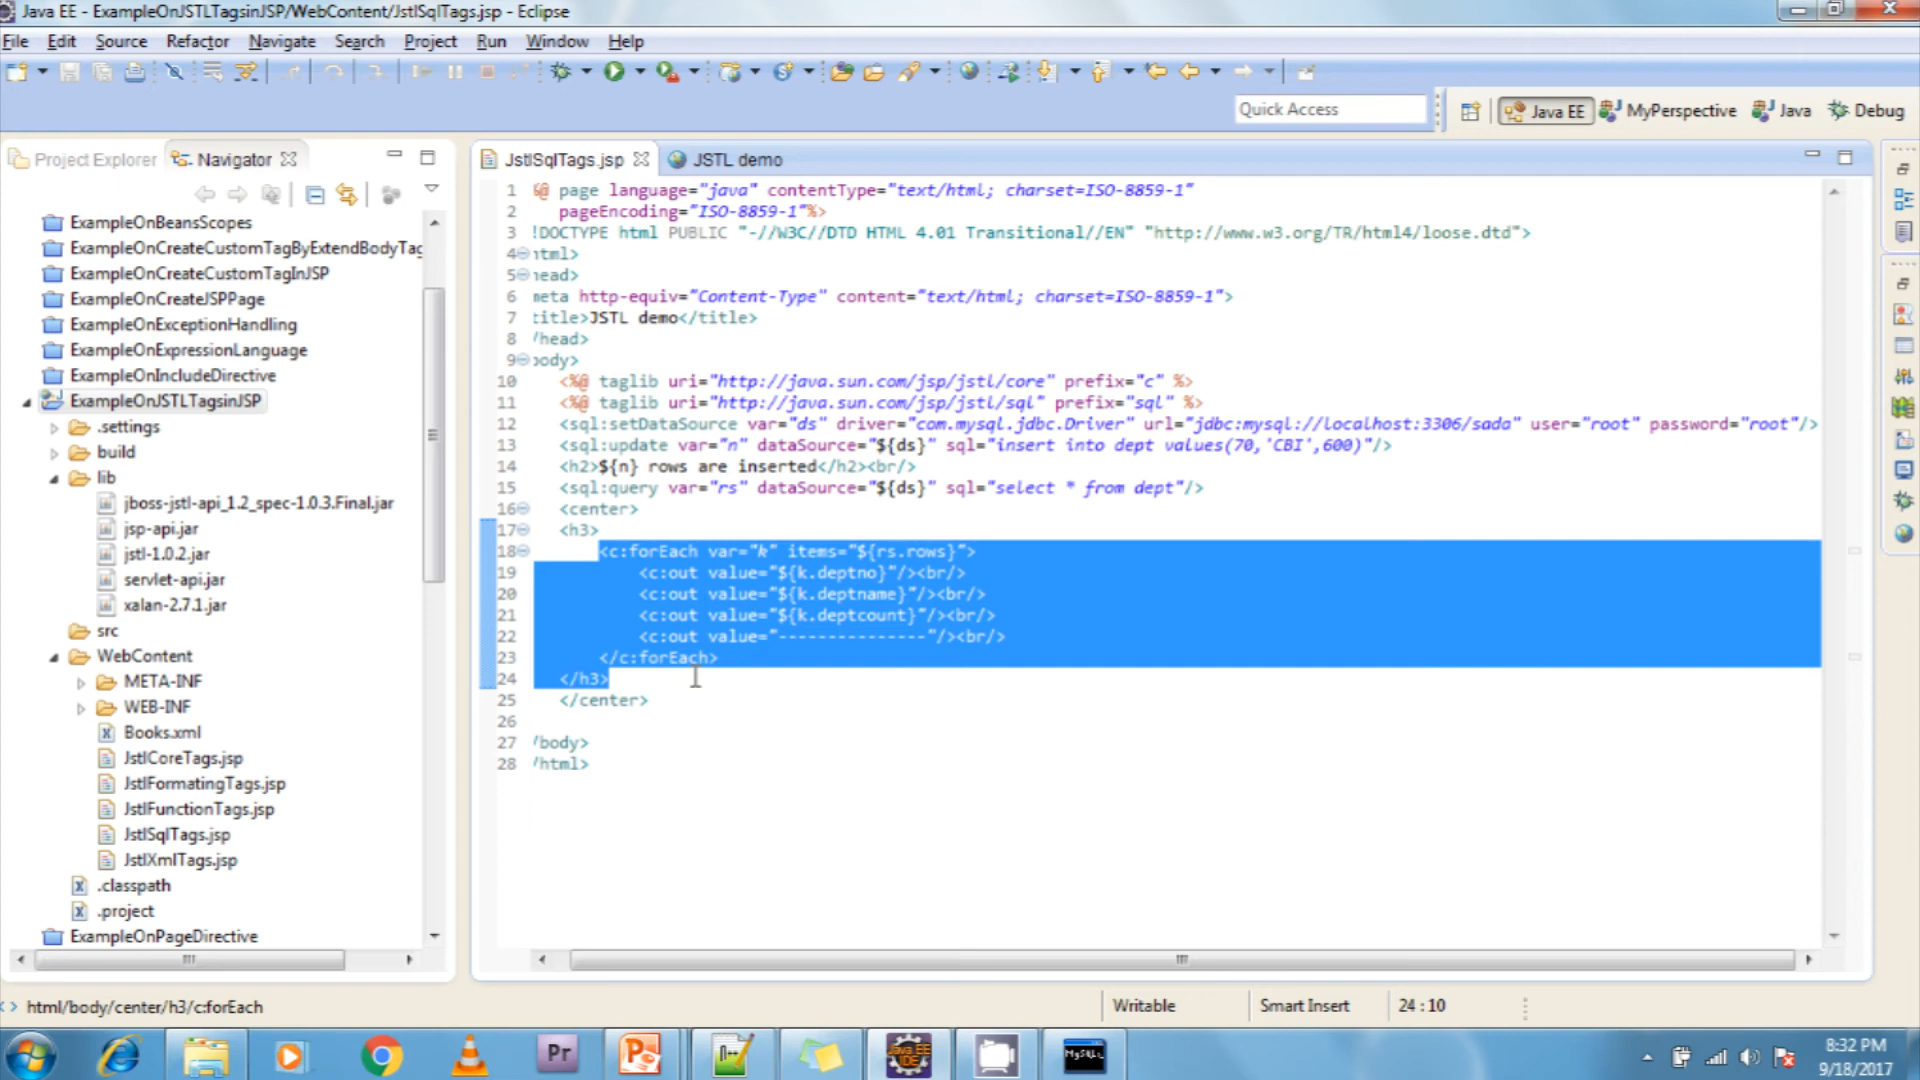 Java EE - ExampleOnJSTLTagsinJSP/WebContent/JstlSqlTags.jsp - Eclipse
File Edit Source Refactor Navigate Search Project Run Window Help
Quick Access
Java EE
MyPerspective
Java
Debug
Project Explorer
Navigator
JstlSqlTags.jsp
JSTL demo
ExampleOnBeansScopes
ExampleOnCreateCustomTagByExtendBodyTag
ExampleOnCreateCustomTagInJSP
ExampleOnCreateJSPPage
ExampleOnExceptionHandling
ExampleOnExpressionLanguage
ExampleOnIncludeDirective
ExampleOnJSTLTagsinJSP
.settings
build
lib
jboss-jstl-api_1.2_spec-1.0.3.Final.jar
jsp-api.jar
jstl-1.0.2.jar
servlet-api.jar
xalan-2.7.1.jar
src
WebContent
META-INF
WEB-INF
Books.xml
JstlCoreTags.jsp
JstlFormatingTags.jsp
JstlFunctionTags.jsp
JstlSqlTags.jsp
JstlXmlTags.jsp
.classpath
.project
ExampleOnPageDirective
1 %@ page language="java" contentType="text/html; charset=ISO-8859-1"
2 pageEncoding="ISO-8859-1"%>
3 !DOCTYPE html PUBLIC "-//W3C//DTD HTML 4.01 Transitional//EN" "http://www.w3.org/TR/html4/loose.dtd">
4 html>
5 head>
6 meta http-equiv="Content-Type" content="text/html; charset=ISO-8859-1">
7 title>JSTL demo</title>
8 /head>
9 body>
10 <%@ taglib uri="http://java.sun.com/jsp/jstl/core" prefix="c" %>
11 <%@ taglib uri="http://java.sun.com/jsp/jstl/sql" prefix="sql" %>
12 <sql:setDataSource var="ds" driver="com.mysql.jdbc.Driver" url="jdbc:mysql://localhost:3306/sada" user="root" password="root"/>
13 <sql:update var="n" dataSource="${ds}" sql="insert into dept values(70,'CBI',600)"/>
14 <h2>${n} rows are inserted</h2><br/>
15 <sql:query var="rs" dataSource="${ds}" sql="select * from dept"/>
16 <center>
17 <h3>
18 <c:forEach var="k" items="${rs.rows}">
19 <c:out value="${k.deptno}"/><br/>
20 <c:out value="${k.deptname}"/><br/>
21 <c:out value="${k.deptcount}"/><br/>
22 <c:out value="---------------"/><br/>
23 </c:forEach>
24 </h3>
25 </center>
26
27 /body>
28 /html>
html/body/center/h3/c:forEach
Writable
Smart Insert
24 : 10
Pr
Java EE
IDE
MySQL
8:32 PM
9/18/2017